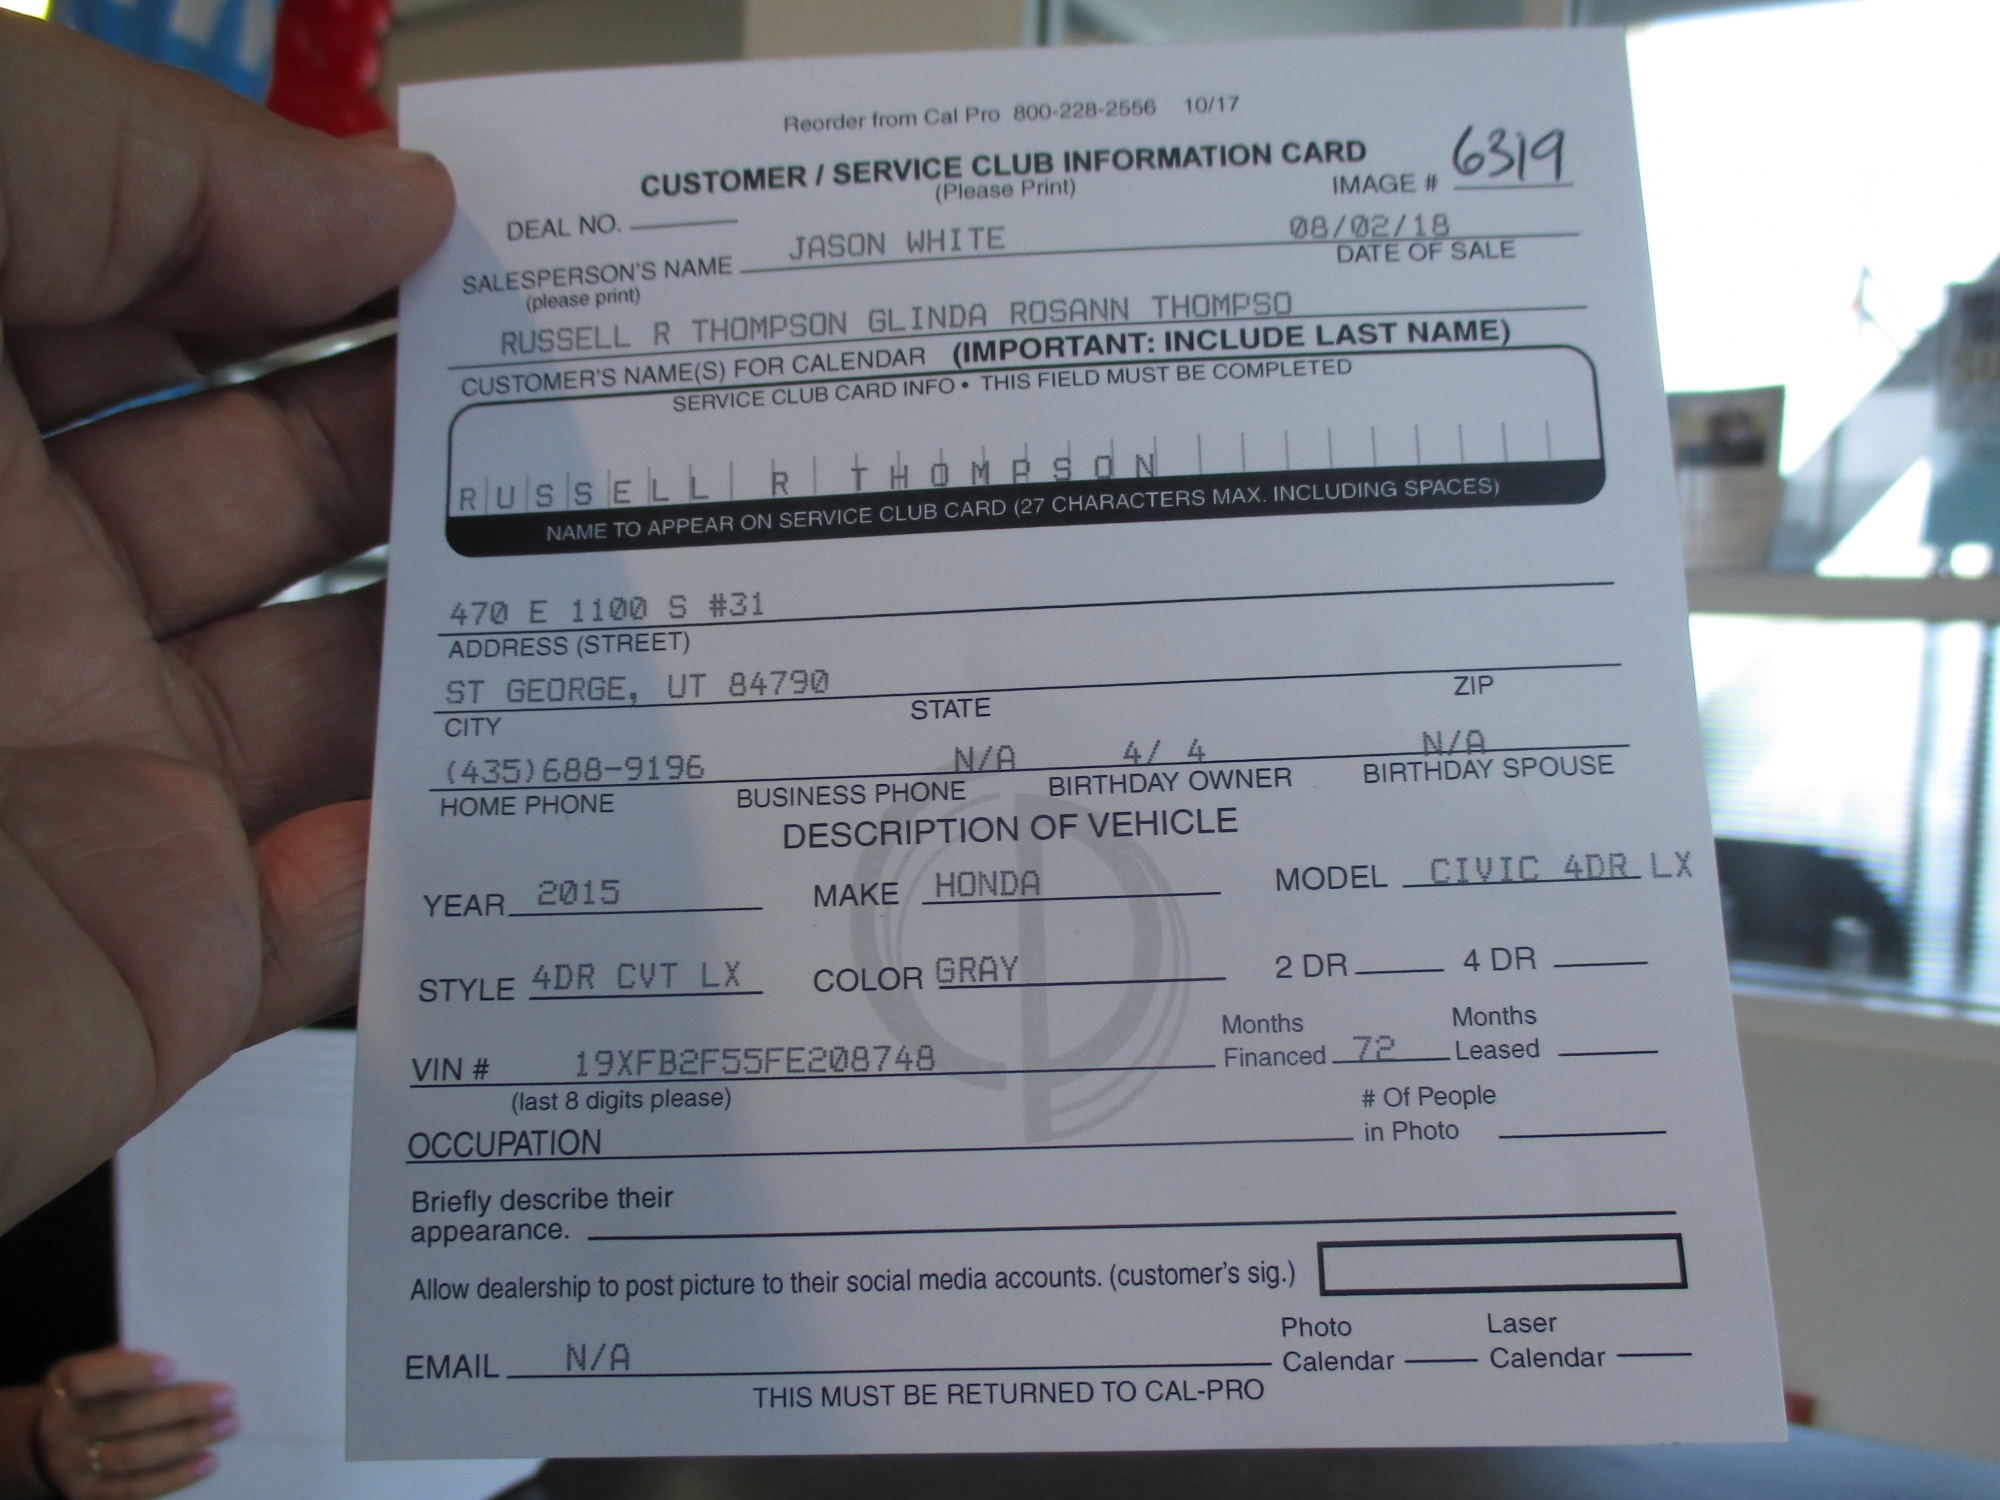 Reorder from Cal Pro 800-228-2556 10/17
CUSTOMER / SERVICE CLUB INFORMATION CARD
(Please Print)
IMAGE # 6319
DEAL NO.
SALESPERSON'S NAME JASON WHITE 08/02/18
(please print) DATE OF SALE
RUSSELL R THOMPSON GLINDA ROSANN THOMPSO
CUSTOMER'S NAME(S) FOR CALENDAR (IMPORTANT: INCLUDE LAST NAME)
SERVICE CLUB CARD INFO • THIS FIELD MUST BE COMPLETED
RUSSELL R THOMPSON
NAME TO APPEAR ON SERVICE CLUB CARD (27 CHARACTERS MAX. INCLUDING SPACES)
470 E 1100 S #31
ADDRESS (STREET)
ST GEORGE, UT 84790
CITY STATE ZIP
(435)688-9196 N/A 4/ 4 N/A
HOME PHONE BUSINESS PHONE BIRTHDAY OWNER BIRTHDAY SPOUSE
DESCRIPTION OF VEHICLE
YEAR 2015 MAKE HONDA MODEL CIVIC 4DR LX
STYLE 4DR CVT LX COLOR GRAY 2 DR 4 DR
Months Months
VIN # 19XFB2F55FE208748 Financed 72 Leased
(last 8 digits please) # Of People
OCCUPATION in Photo
Briefly describe their
appearance.
Allow dealership to post picture to their social media accounts. (customer's sig.)
Photo Laser
EMAIL N/A Calendar Calendar
THIS MUST BE RETURNED TO CAL-PRO